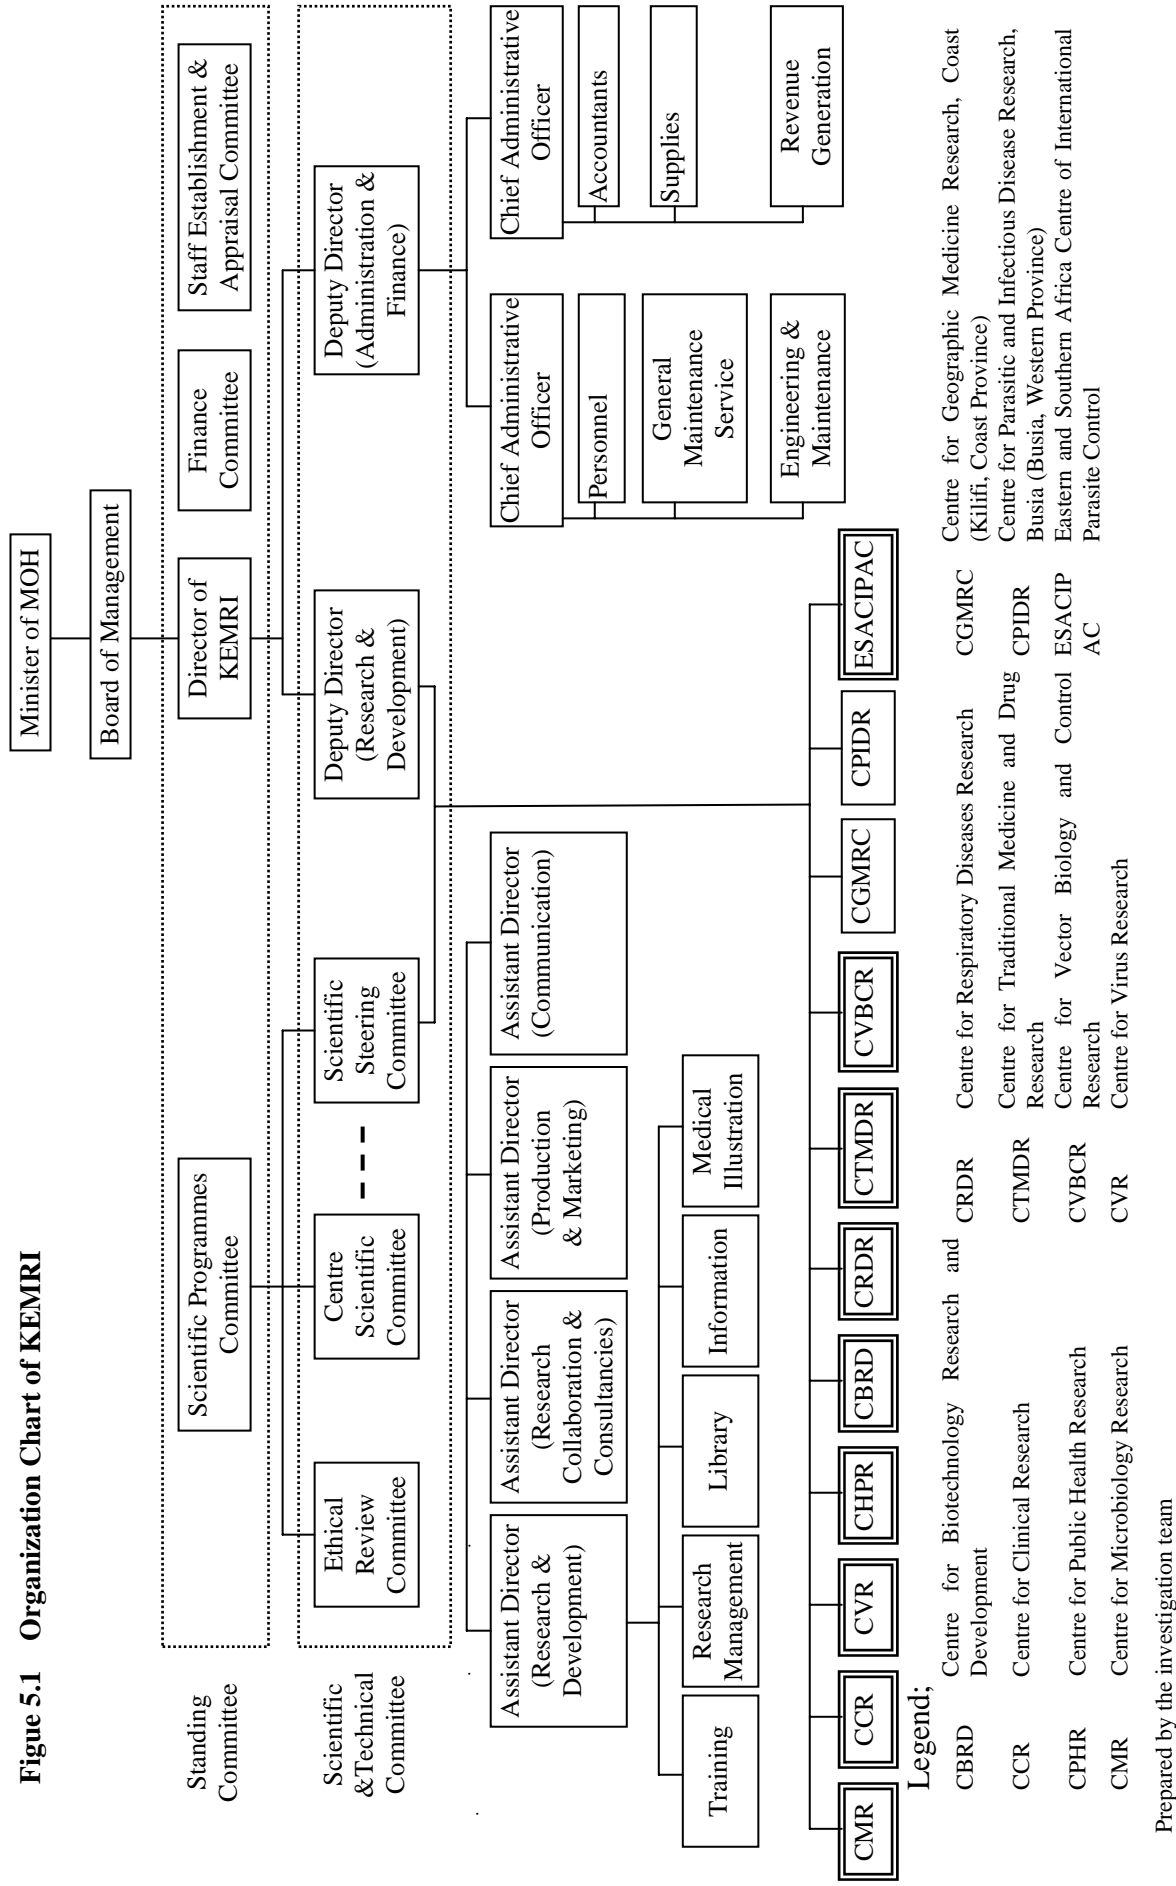 Figue 5.1 Organization Chart of KEMRI
Minister of MOH
Board of Management
Standing
Committee
Scientific Programmes
Committee
Director of
KEMRI
Finance
Committee
Staff Establishment &
Appraisal Committee
Scientific
&Technical
Committee
Ethical
Review
Committee
Centre
Scientific
Committee
Scientific
Steering
Committee
Deputy Director
(Research &
Development)
Deputy Director
(Administration &
Finance)
Assistant Director
(Research &
Development)
Assistant Director
(Research
Collaboration &
Consultancies)
Assistant Director
(Production
& Marketing)
Assistant Director
(Communication)
Chief Administrative
Officer
Personnel
General
Maintenance
Service
Engineering &
Maintenance
Chief Administrative
Officer
Accountants
Supplies
Revenue
Generation
Training
Research
Management
Library
Information
Medical
Illustration
CMR
CCR
CVR
CHPR
CBRD
CRDR
CTMDR
CVBCR
CGMRC
CPIDR
ESACIPAC
Legend;
CBRD Centre for Biotechnology Research and
Development
CCR Centre for Clinical Research
CPHR Centre for Public Health Research
CMR Centre for Microbiology Research
CRDR Centre for Respiratory Diseases Research
CTMDR Centre for Traditional Medicine and Drug
Research
CVBCR Centre for Vector Biology and Control
Research
CVR Centre for Virus Research
CGMRC Centre for Geographic Medicine Research, Coast
(Kilifi, Coast Province)
CPIDR Centre for Parasitic and Infectious Disease Research,
Busia (Busia, Western Province)
ESACIP Eastern and Southern Africa Centre of International
AC Parasite Control
Prepared by the investigation team